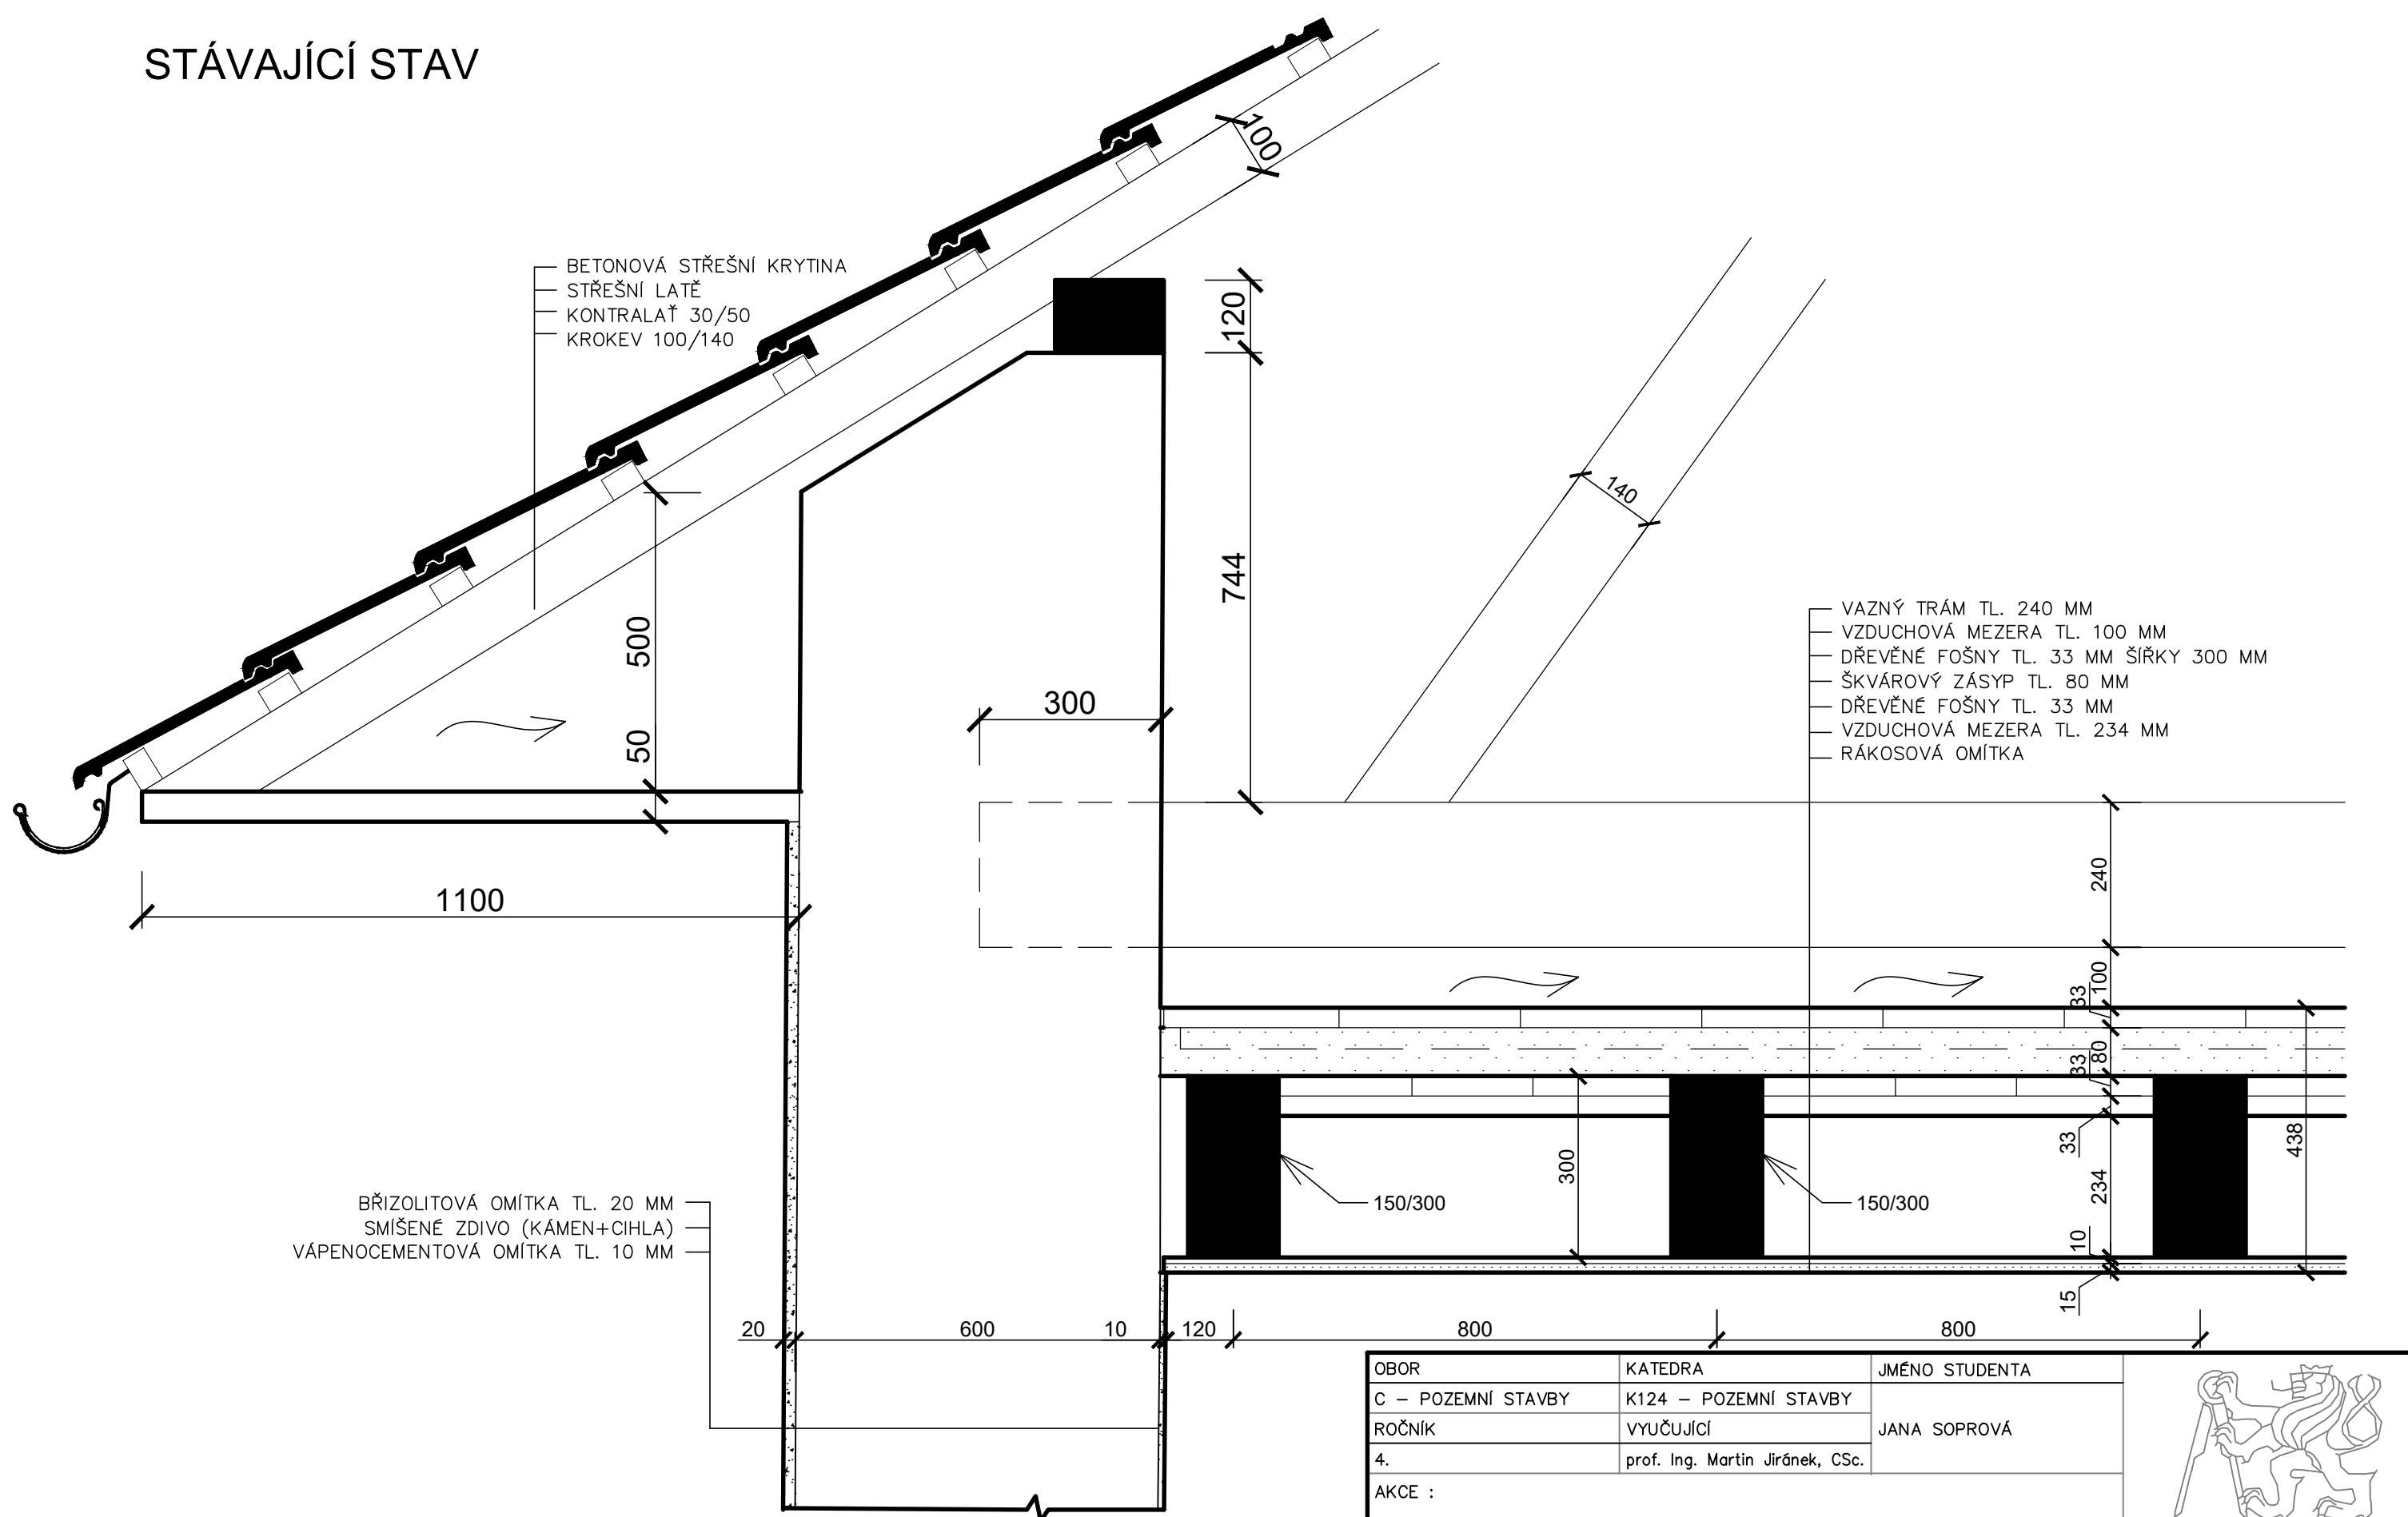 STÁVAJÍCÍ STAV
100
BETONOVÁ STŘEŠNÍ KRYTINA
STŘEŠNÍ LATĚ
KONTRALAŤ 30/50
KROKEV 100/140
120
140
744
500
50
300
VAZNÝ TRÁM TL. 240 MM
VZDUCHOVÁ MEZERA TL. 100 MM
DŘEVĚNÉ FOŠNY TL. 33 MM ŠÍŘKY 300 MM
ŠKVÁROVÝ ZÁSYP TL. 80 MM
DŘEVĚNÉ FOŠNY TL. 33 MM
VZDUCHOVÁ MEZERA TL. 234 MM
RÁKOSOVÁ OMÍTKA
1100
240
100
33
80
33
33
234
438
300
150/300
150/300
10
15
BŘIZOLITOVÁ OMÍTKA TL. 20 MM
SMÍŠENÉ ZDIVO (KÁMEN+CIHLA)
VÁPENOCEMENTOVÁ OMÍTKA TL. 10 MM
20 600 10 120 800 800
OBOR KATEDRA JMÉNO STUDENTA
C – POZEMNÍ STAVBY K124 – POZEMNÍ STAVBY
ROČNÍK VYUČUJÍCÍ JANA SOPROVÁ
4. prof. Ing. Martin Jiránek, CSc.
AKCE :